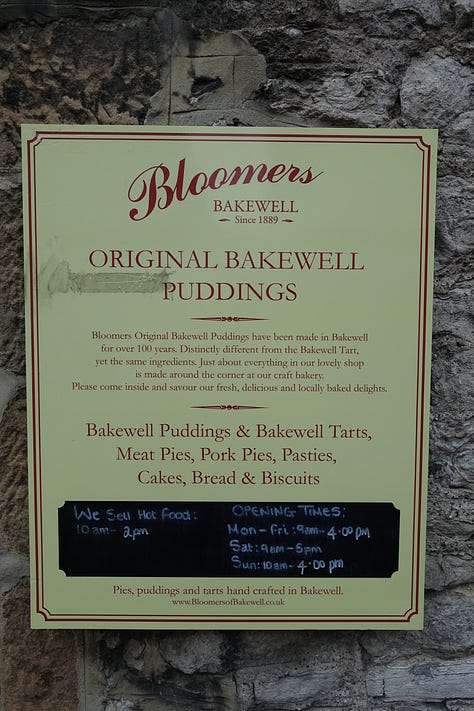 Bloomers
BAKEWELL
Since 1889
ORIGINAL BAKEWELL
PUDDINGS
Bloomers Original Bakewell Puddings have been made in Bakewell
for over 100 years. Distinctly different from the Bakewell Tart,
yet the same ingredients. Just about everything in our lovely shop
is made around the corner at our craft bakery.
Please come inside and savour our fresh, delicious and locally baked delights.
Bakewell Puddings & Bakewell Tarts,
Meat Pies, Pork Pies, Pasties,
Cakes, Bread & Biscuits
We Sell Hot Food:
10am - 2pm
OPENING TIMES:
Mon - Fri: 9am - 4.00pm
Sat: 9am - 5pm
Sun: 10am - 4.00pm
Pies, puddings and tarts hand crafted in Bakewell.
www.BloomersofBakewell.co.uk